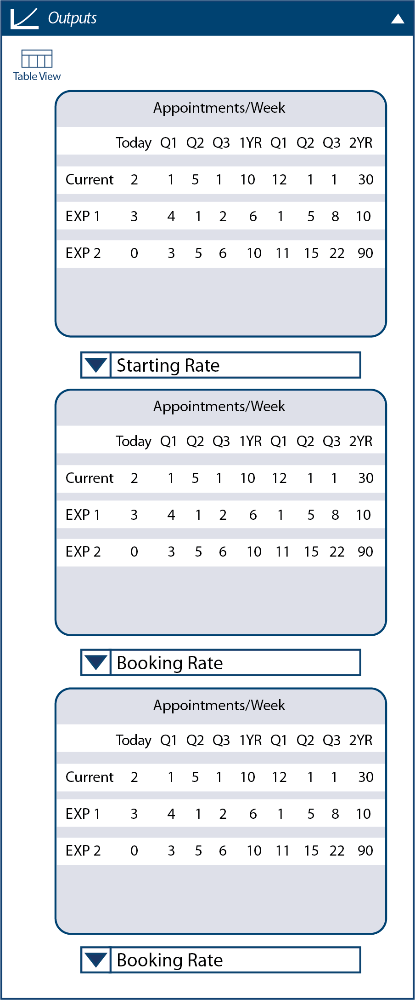 Outputs
Table View
Appointments/Week
Today Q1 Q2 Q3 1YR Q1 Q2 Q3 2YR
Current 2 1 5 1 10 12 1 1 30
EXP 1 3 4 1 2 6 1 5 8 10
EXP 2 0 3 5 6 10 11 15 22 90
Starting Rate
Appointments/Week
Today Q1 Q2 Q3 1YR Q1 Q2 Q3 2YR
Current 2 1 5 1 10 12 1 1 30
EXP 1 3 4 1 2 6 1 5 8 10
EXP 2 0 3 5 6 10 11 15 22 90
Booking Rate
Appointments/Week
Today Q1 Q2 Q3 1YR Q1 Q2 Q3 2YR
Current 2 1 5 1 10 12 1 1 30
EXP 1 3 4 1 2 6 1 5 8 10
EXP 2 0 3 5 6 10 11 15 22 90
Booking Rate